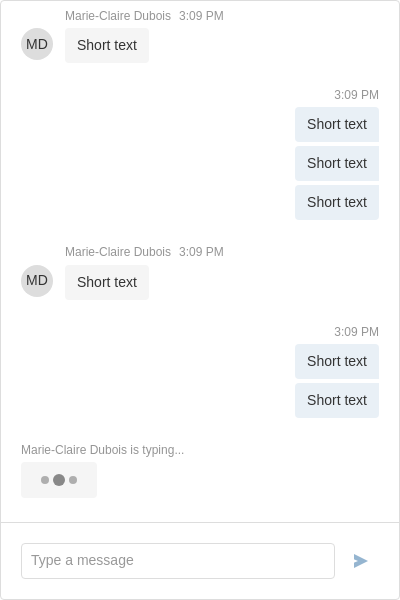 Marie-Claire Dubois 3:09 PM
MD
Short text
3:09 PM
Short text
Short text
Short text
Marie-Claire Dubois 3:09 PM
MD
Short text
3:09 PM
Short text
Short text
Marie-Claire Dubois is typing...
Type a message